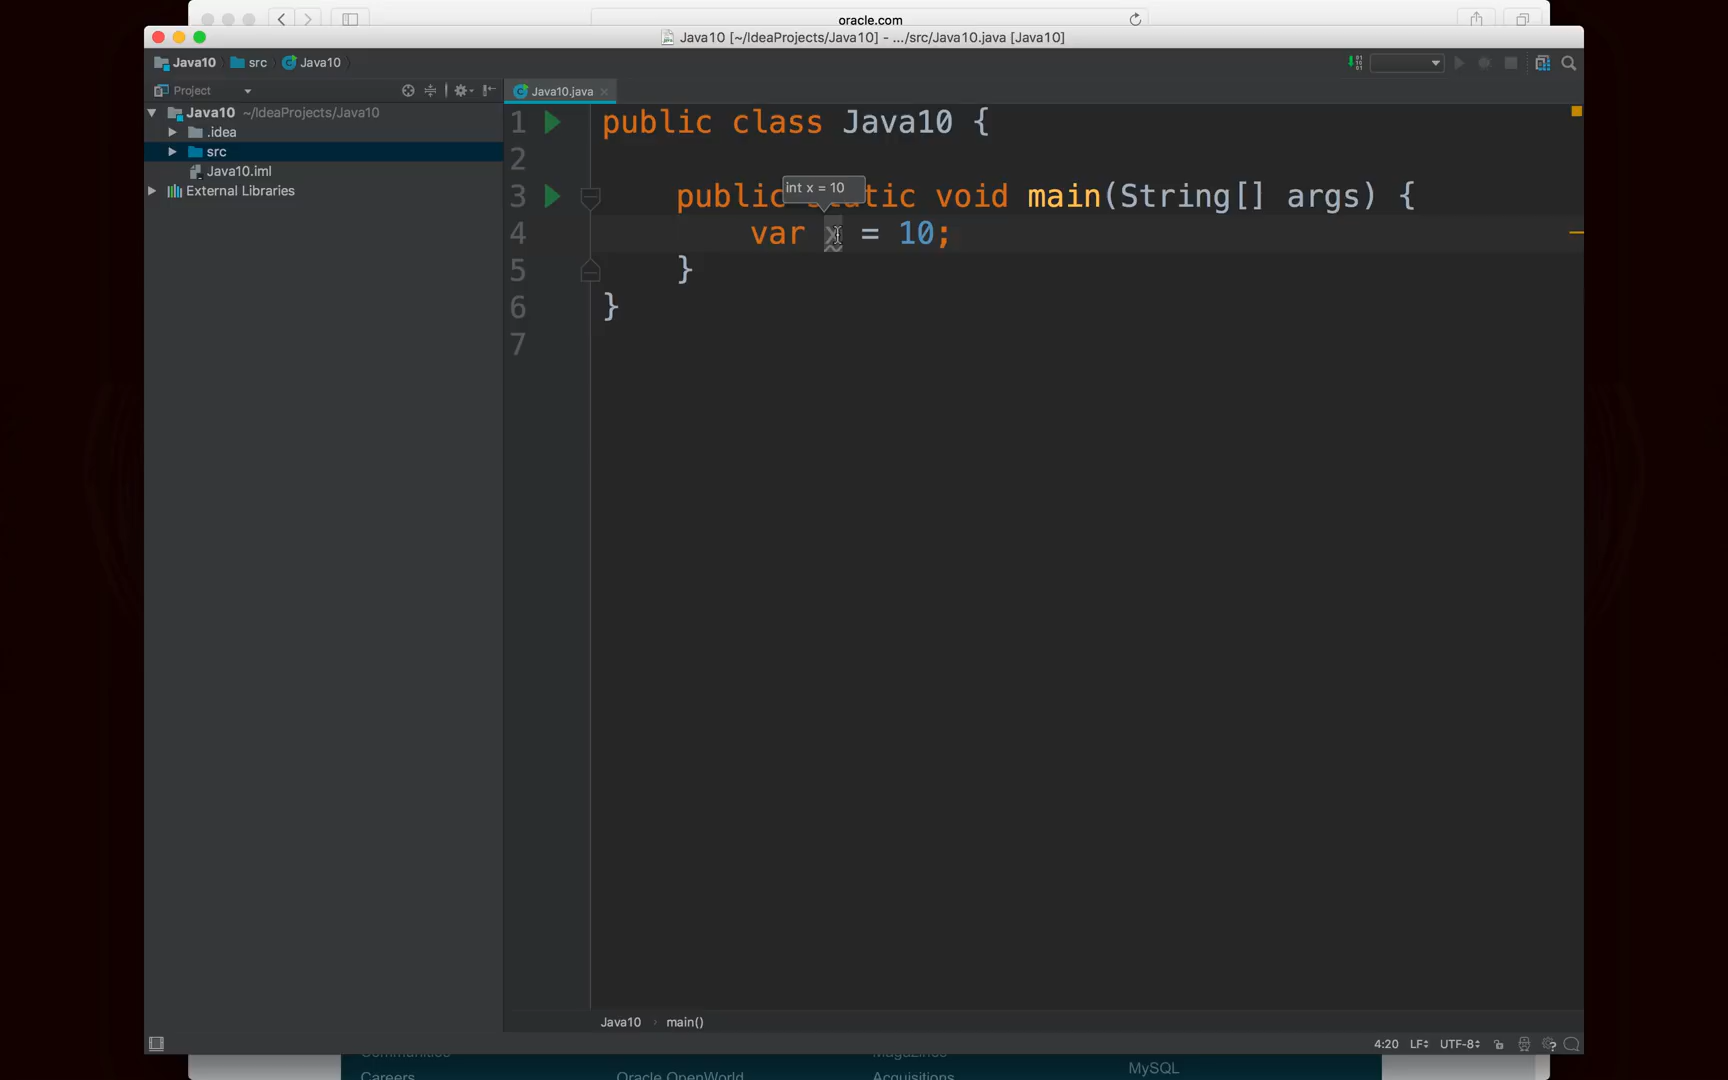 oracle.com
Java10 [~/IdeaProjects/Java10] - .../src/Java10.java [Java10]
Java10 src Java10
Project
Java10.java
Java10 ~/IdeaProjects/Java10
.idea
src
Java10.iml
External Libraries
1 public class Java10 {
2
int x = 10
3 public static void main(String[] args) {
4 var x = 10;
5 }
6 }
7
Java10 › main()
4:20 LF UTF-8
Communities Magazines
Careers Oracle OpenWorld Acquisitions MySQL